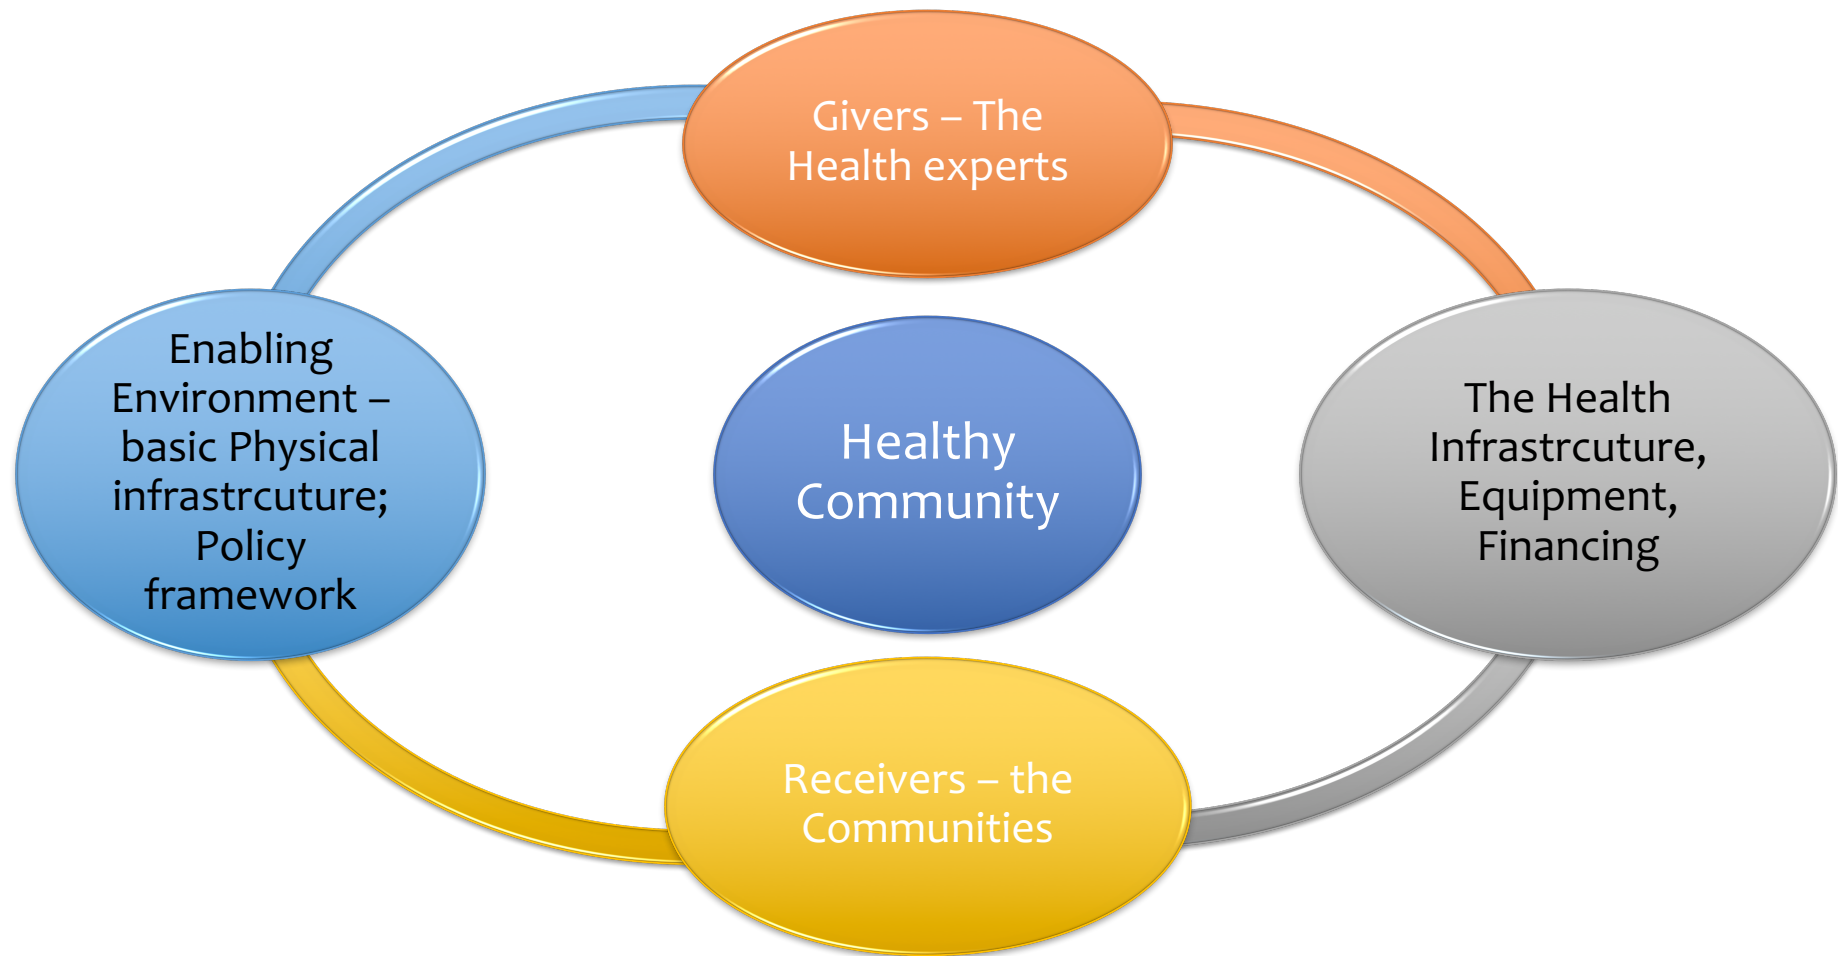 Givers – The
Health experts
Enabling
Environment –
basic Physical
infrastrcuture;
Policy
framework
Healthy
Community
The Health
Infrastrcuture,
Equipment,
Financing
Receivers – the
Communities